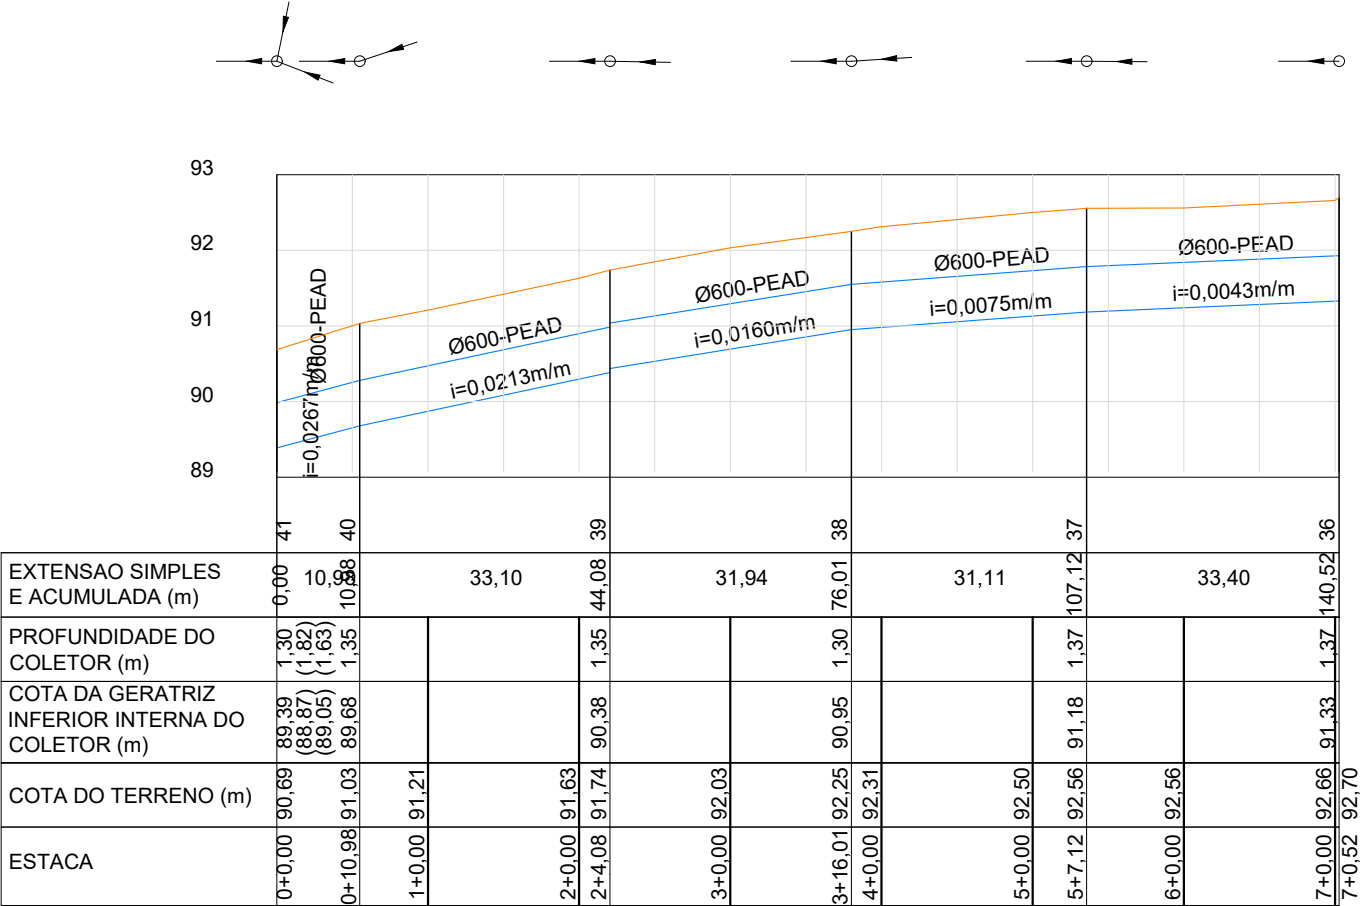 93
92
91
90
89
Ø600-PEAD
i=0,0267m/m
Ø600-PEAD
i=0,0213m/m
Ø600-PEAD
i=0,0160m/m
Ø600-PEAD
i=0,0075m/m
Ø600-PEAD
i=0,0043m/m
41 40 39 38 37 36
EXTENSAO SIMPLES
E ACUMULADA (m)
0,00 10,98 10,98 33,10 44,08 31,94 76,01 31,11 107,12 33,40 140,52
PROFUNDIDADE DO
COLETOR (m)
1,30 (1,82) (1,63) 1,35 1,35 1,30 1,37 1,37
COTA DA GERATRIZ
INFERIOR INTERNA DO
COLETOR (m)
89,39 (88,87) (89,05) 89,68 90,38 90,95 91,18 91,33
COTA DO TERRENO (m)
90,69 91,03 91,21 91,63 91,74 92,03 92,25 92,31 92,50 92,56 92,56 92,66 92,70
ESTACA
0+0,00 0+10,98 1+0,00 2+0,00 2+4,08 3+0,00 3+16,01 4+0,00 5+0,00 5+7,12 6+0,00 7+0,00 7+0,52